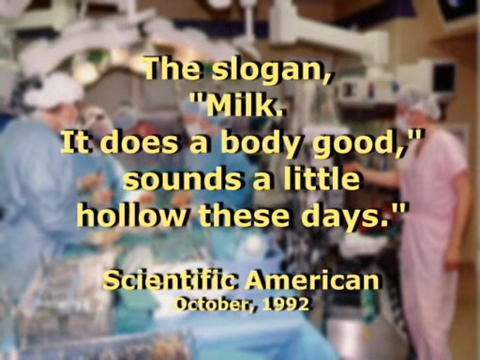 The slogan,
"Milk.
It does a body good,"
sounds a little
hollow these days."
Scientific American
October, 1992